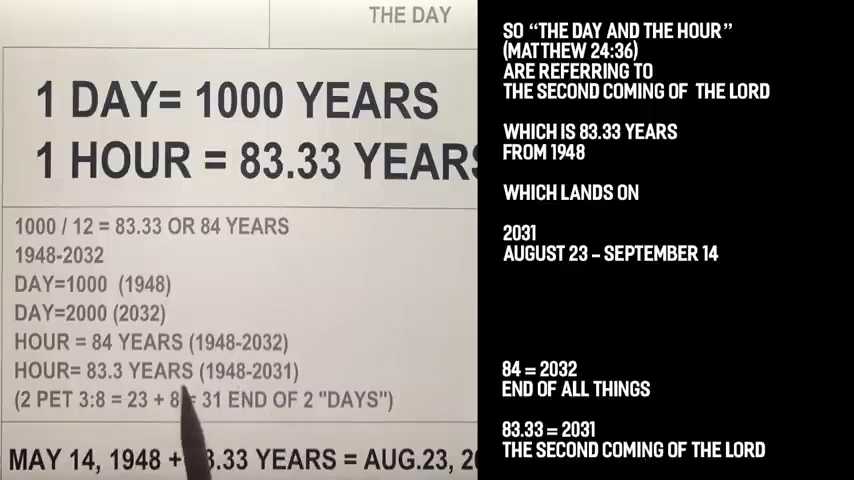 THE DAY
1 DAY= 1000 YEARS
1 HOUR = 83.33 YEARS
1000 / 12 = 83.33 OR 84 YEARS
1948-2032
DAY=1000 (1948)
DAY=2000 (2032)
HOUR = 84 YEARS (1948-2032)
HOUR= 83.3 YEARS (1948-2031)
(2 PET 3:8 = 23 + 8 = 31 END OF 2 "DAYS")
MAY 14, 1948 + 3.33 YEARS = AUG.23, 2
SO “THE DAY AND THE HOUR”
(MATTHEW 24:36)
ARE REFERRING TO
THE SECOND COMING OF THE LORD
WHICH IS 83.33 YEARS
FROM 1948
WHICH LANDS ON
2031
AUGUST 23 – SEPTEMBER 14
84 = 2032
END OF ALL THINGS
83.33 = 2031
THE SECOND COMING OF THE LORD